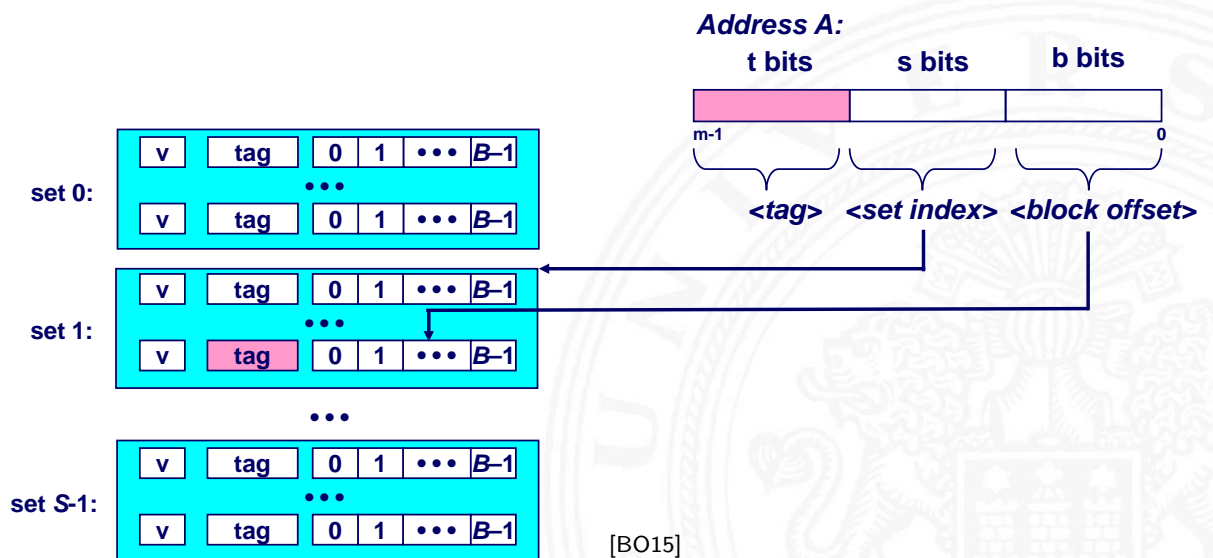 Address A:
t bits s bits b bits
m-1 0
<tag> <set index> <block offset>
set 0:
v tag 0 1 ••• B–1
•••
v tag 0 1 ••• B–1
set 1:
v tag 0 1 ••• B–1
•••
v tag 0 1 ••• B–1
•••
set S-1:
v tag 0 1 ••• B–1
•••
v tag 0 1 ••• B–1
[BO15]
U N I V E R S